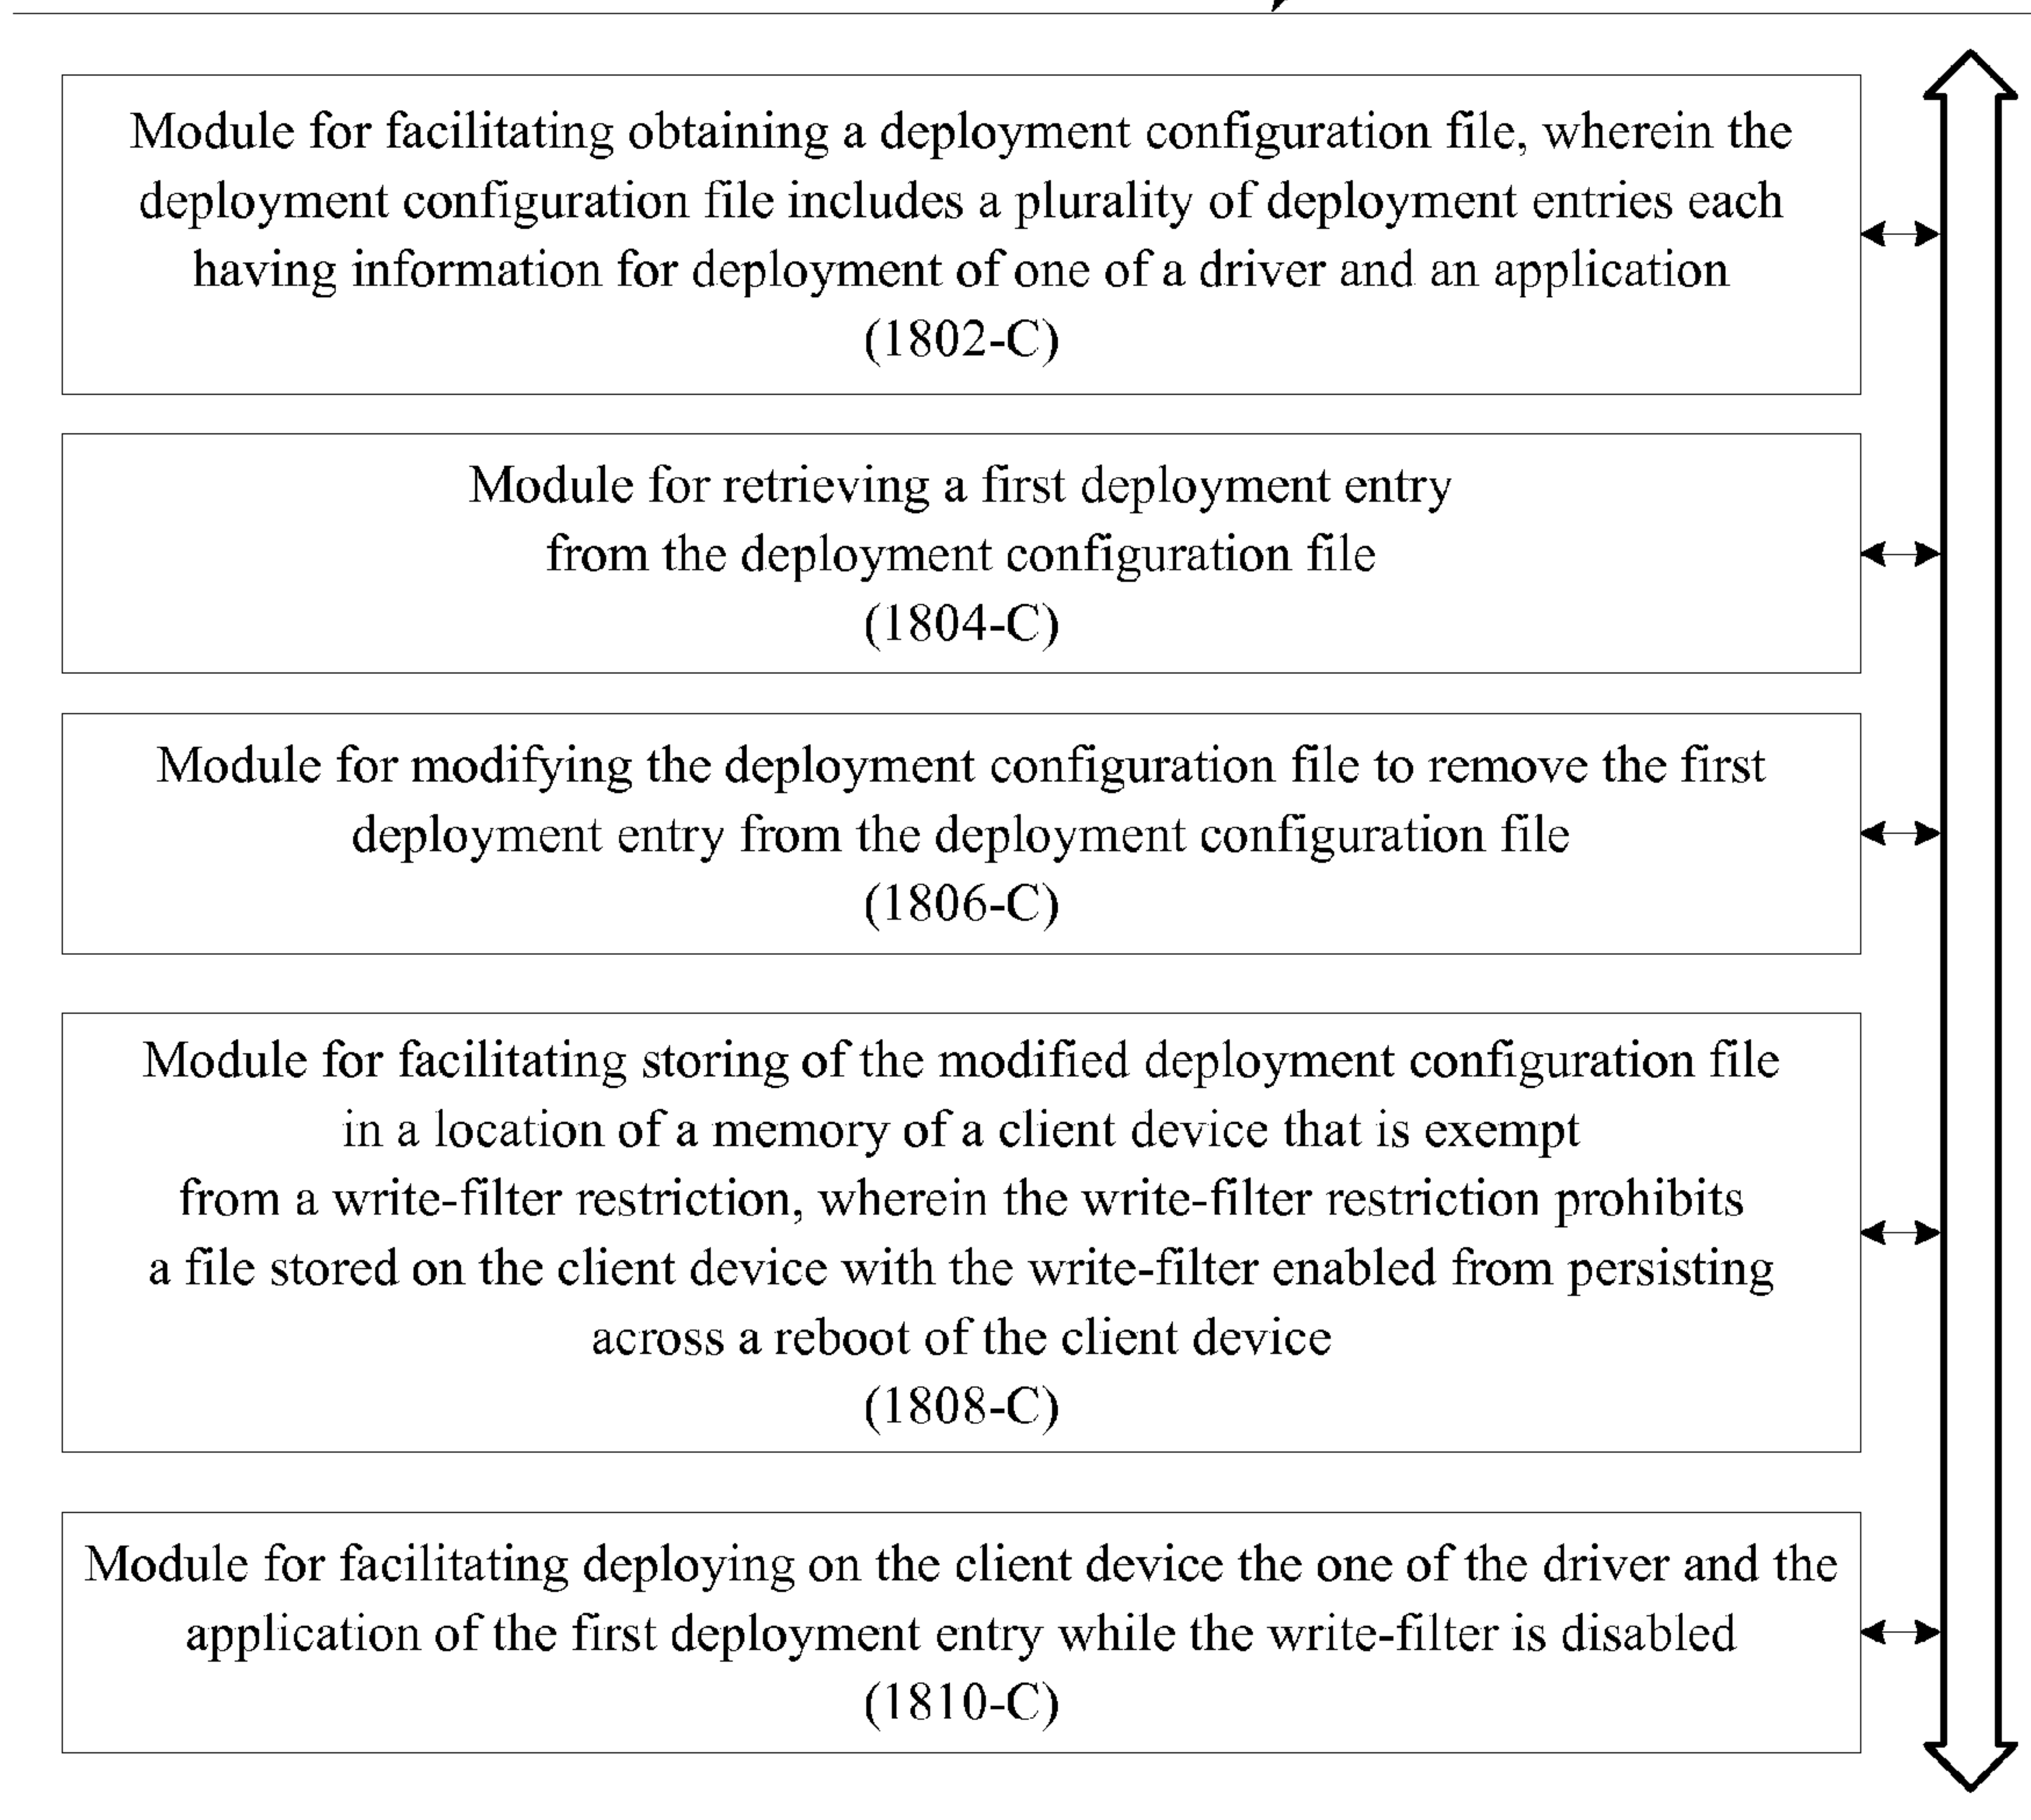 Module for facilitating obtaining a deployment configuration file, wherein the
deployment configuration file includes a plurality of deployment entries each
having information for deployment of one of a driver and an application
(1802-C)
Module for retrieving a first deployment entry
from the deployment configuration file
(1804-C)
Module for modifying the deployment configuration file to remove the first
deployment entry from the deployment configuration file
(1806-C)
Module for facilitating storing of the modified deployment configuration file
in a location of a memory of a client device that is exempt
from a write-filter restriction, wherein the write-filter restriction prohibits
a file stored on the client device with the write-filter enabled from persisting
across a reboot of the client device
(1808-C)
Module for facilitating deploying on the client device the one of the driver and the
application of the first deployment entry while the write-filter is disabled
(1810-C)